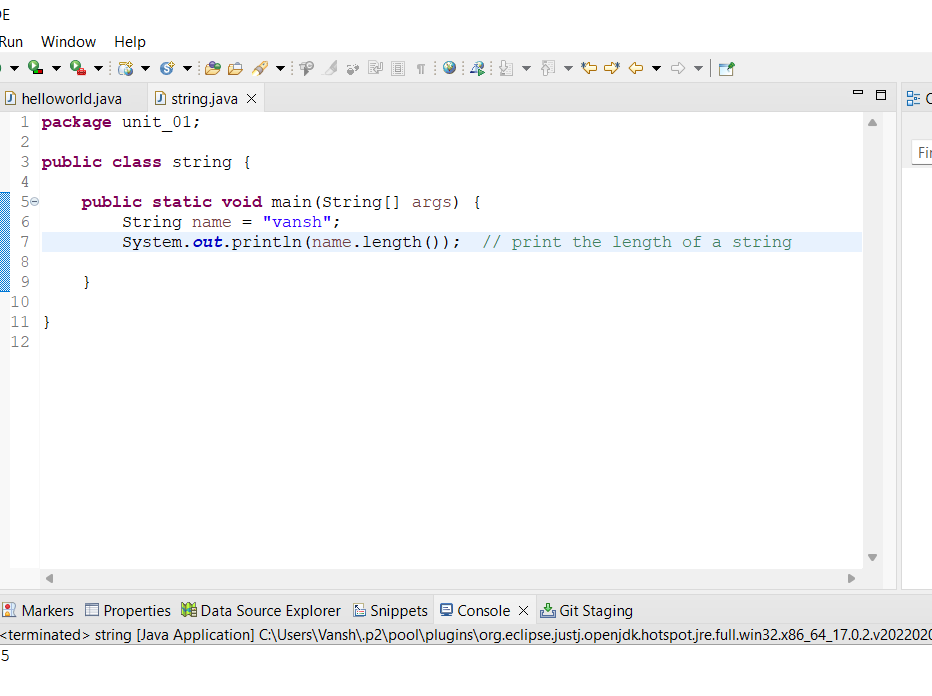 DE
Run Window Help
helloworld.java string.java
1 package unit_01;
2
3 public class string {
4
5 public static void main(String[] args) {
6 String name = "vansh";
7 System.out.println(name.length()); // print the length of a string
8
9 }
10
11 }
12
Markers Properties Data Source Explorer Snippets Console Git Staging
<terminated> string [Java Application] C:\Users\Vansh\.p2\pool\plugins\org.eclipse.justj.openjdk.hotspot.jre.full.win32.x86_64_17.0.2.v2022020
5